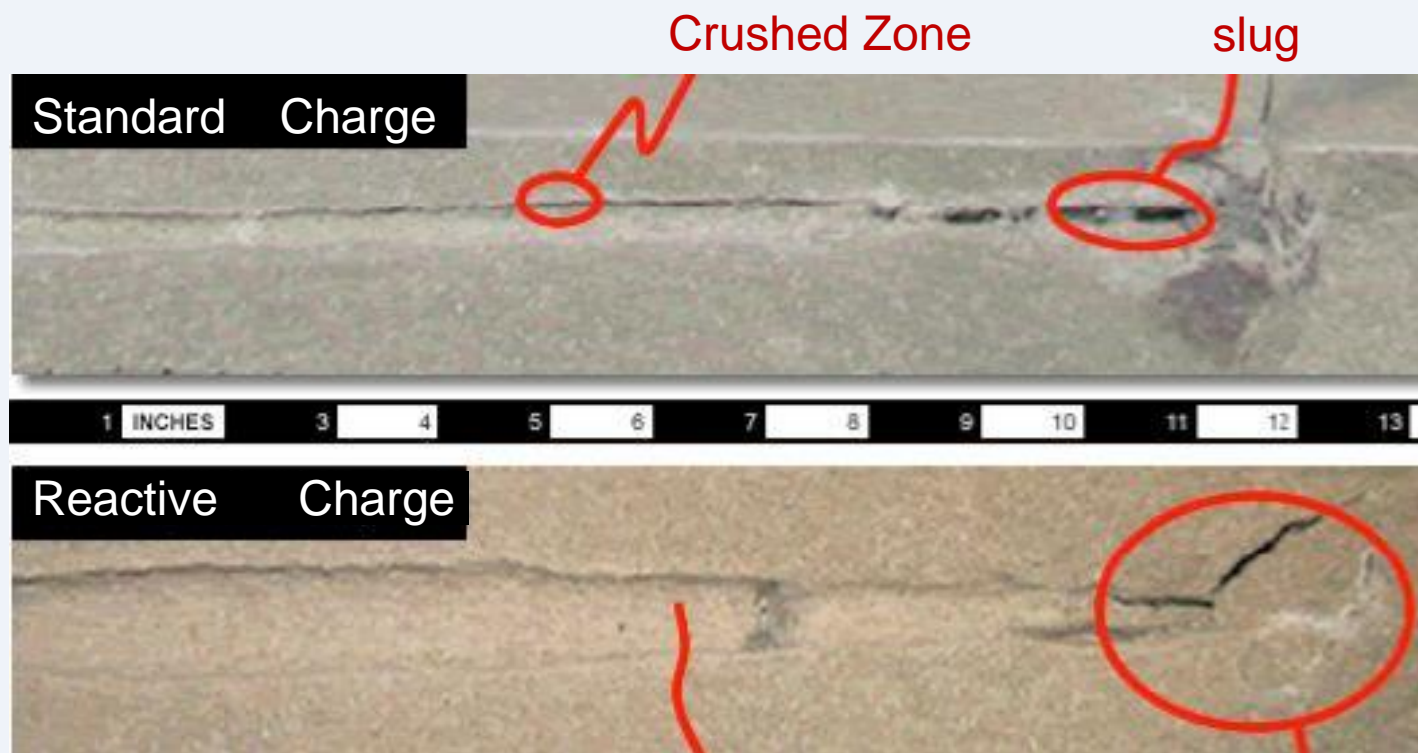 Crushed Zone slug
Standard Charge
1 INCHES 3 4 5 6 7 8 9 10 11 12 13
Reactive Charge